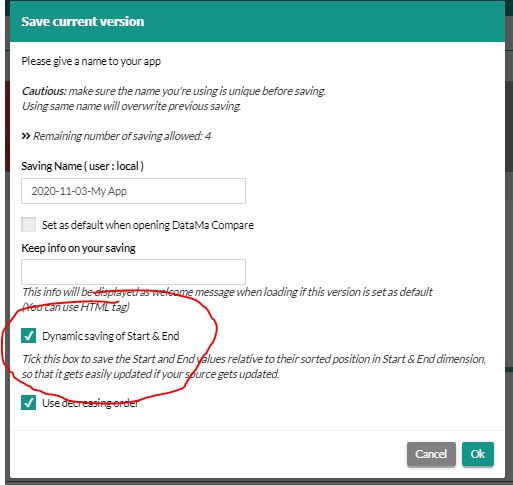 Save current version
Please give a name to your app
Cautious: make sure the name you're using is unique before saving.
Using same name will overwrite previous saving.
» Remaining number of saving allowed: 4
Saving Name ( user : local )
2020-11-03-My App
Set as default when opening DataMa Compare
Keep info on your saving
This info will be displayed as welcome message when loading if this version is set as default
(You can use HTML tag)
Dynamic saving of Start & End
Tick this box to save the Start and End values relative to their sorted position in Start & End dimension,
so that it gets easily updated if your source gets updated.
Use decreasing order
Cancel
Ok